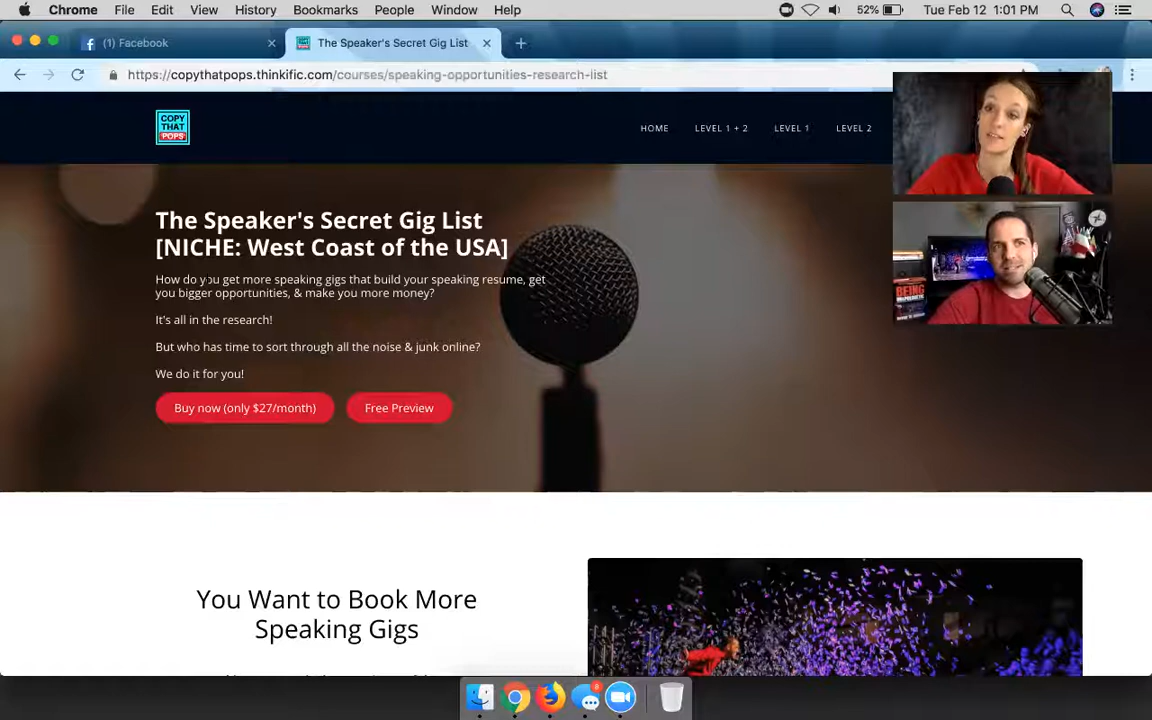 Chrome File Edit View History Bookmarks People Window Help 52% Tue Feb 12 1:01 PM
(1) Facebook The Speaker's Secret Gig List
https://copythatpops.thinkific.com/courses/speaking-opportunities-research-list
COPY
THAT
POPS
HOME LEVEL 1 + 2 LEVEL 1 LEVEL 2
The Speaker's Secret Gig List
[NICHE: West Coast of the USA]
How do you get more speaking gigs that build your speaking resume, get
you bigger opportunities, & make you more money?
It's all in the research!
But who has time to sort through all the noise & junk online?
We do it for you!
Buy now (only $27/month) Free Preview
BEING
You Want to Book More
Speaking Gigs